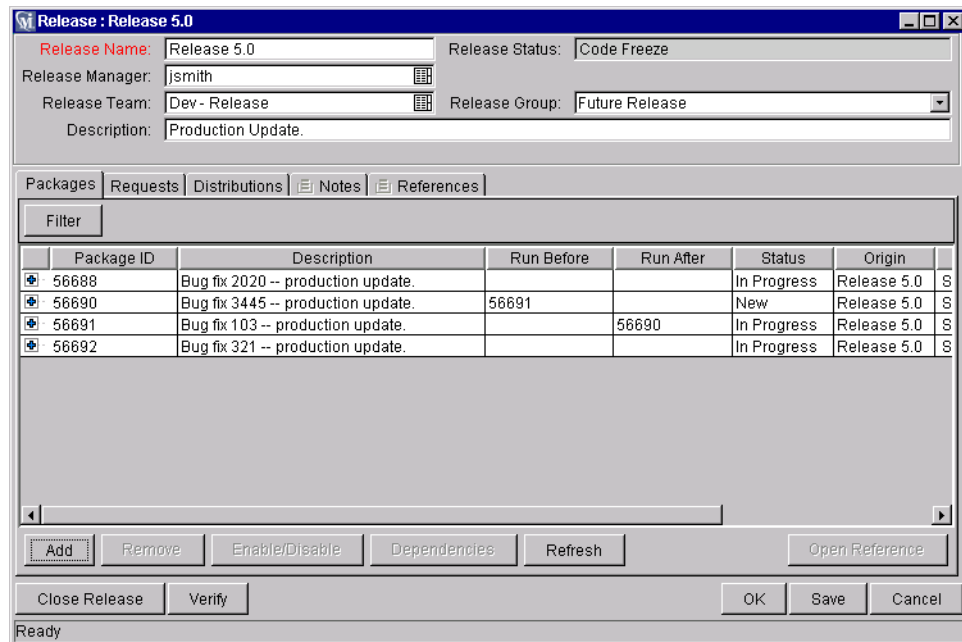 Release : Release 5.0
Release Name: Release 5.0 Release Status: Code Freeze
Release Manager: jsmith
Release Team: Dev - Release Release Group: Future Release
Description: Production Update.
Packages Requests Distributions Notes References
Filter
Package ID Description Run Before Run After Status Origin
56688 Bug fix 2020 -- production update. In Progress Release 5.0 S
56690 Bug fix 3445 -- production update. 56691 New Release 5.0 S
56691 Bug fix 103 -- production update. 56690 In Progress Release 5.0 S
56692 Bug fix 321 -- production update. In Progress Release 5.0 S
Add Remove Enable/Disable Dependencies Refresh Open Reference
Close Release Verify OK Save Cancel
Ready